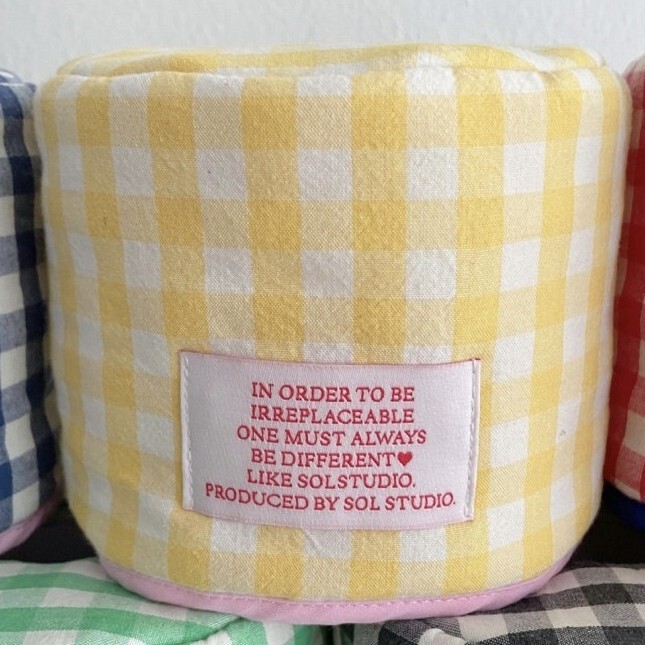 IN ORDER TO BE
IRREPLACEABLE
ONE MUST ALWAYS
BE DIFFERENT♥
LIKE SOLSTUDIO.
PRODUCED BY SOL STUDIO.